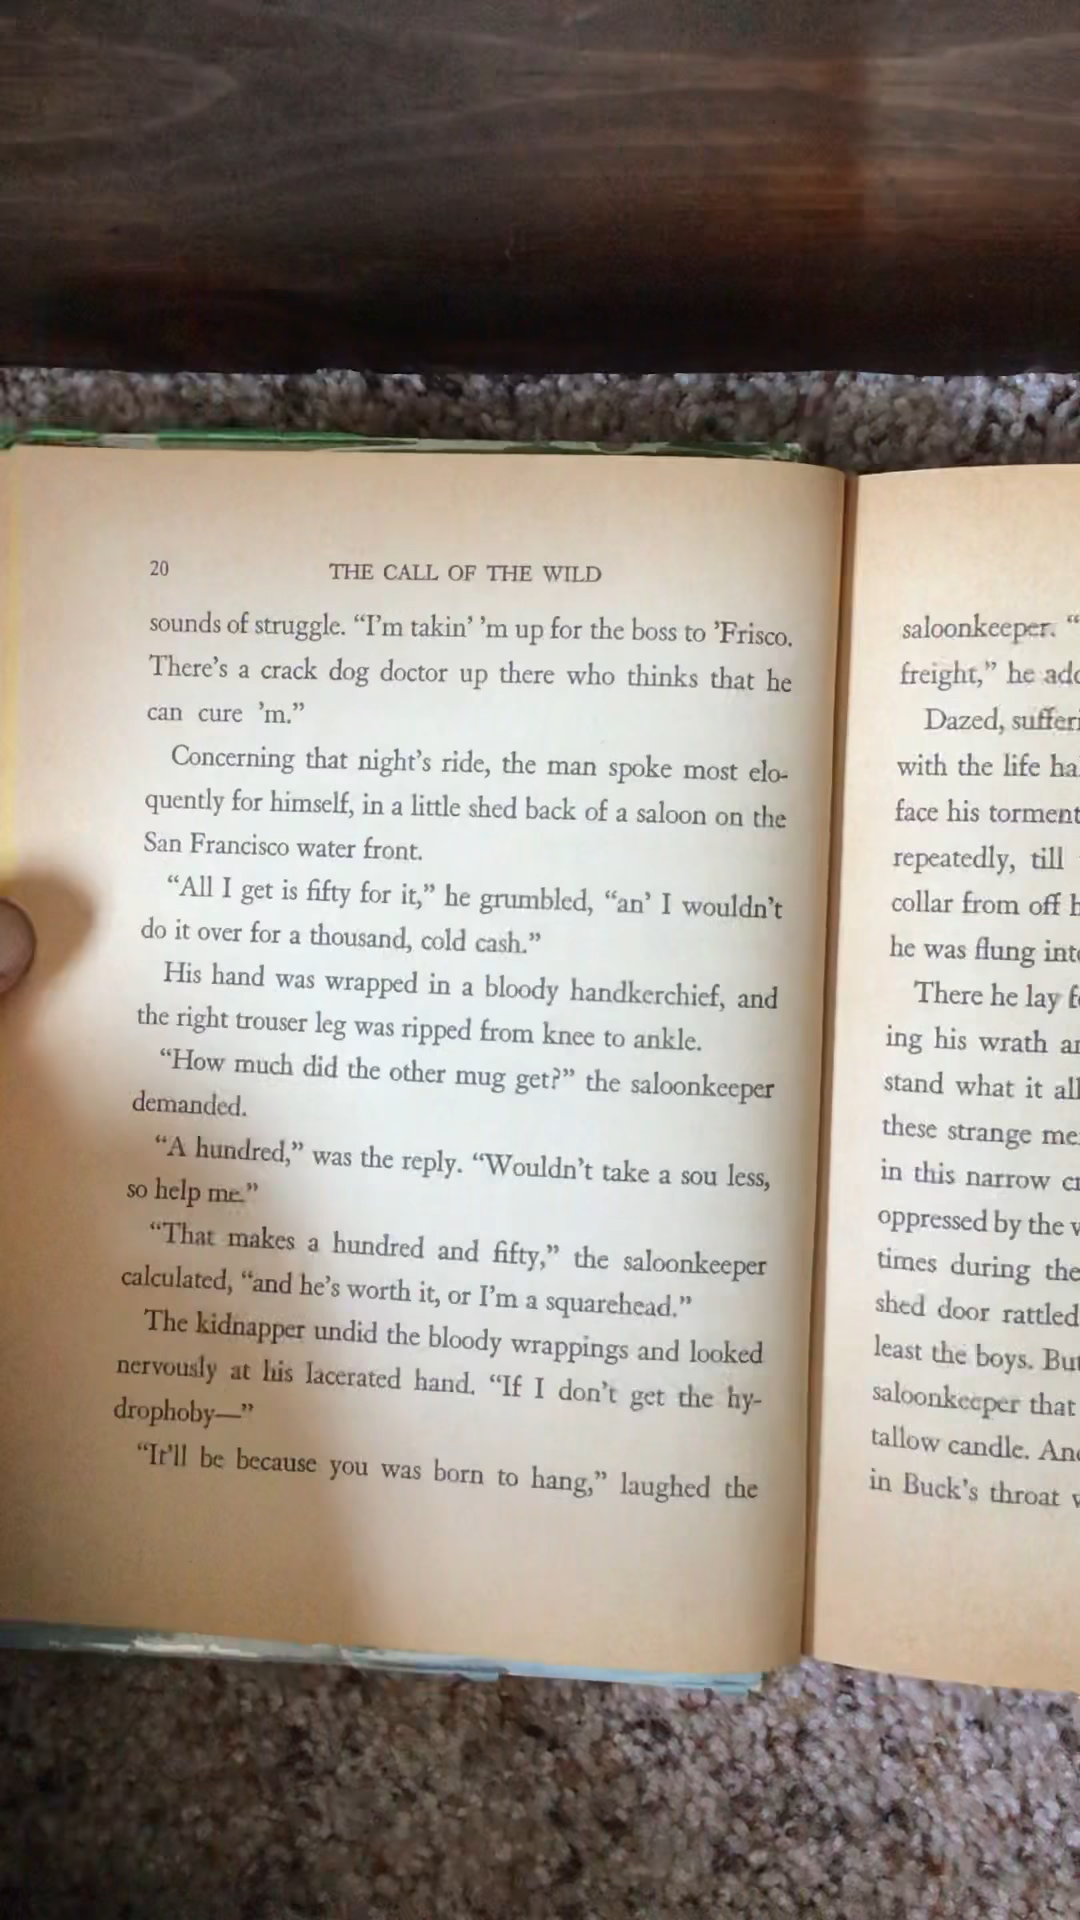 20 THE CALL OF THE WILD
sounds of struggle. “I’m takin’ ’m up for the boss to ’Frisco.
There’s a crack dog doctor up there who thinks that he
can cure ’m.”
Concerning that night’s ride, the man spoke most elo-
quently for himself, in a little shed back of a saloon on the
San Francisco water front.
“All I get is fifty for it,” he grumbled, “an’ I wouldn’t
do it over for a thousand, cold cash.”
His hand was wrapped in a bloody handkerchief, and
the right trouser leg was ripped from knee to ankle.
“How much did the other mug get?” the saloonkeeper
demanded.
“A hundred,” was the reply. “Wouldn’t take a sou less,
so help me.”
“That makes a hundred and fifty,” the saloonkeeper
calculated, “and he’s worth it, or I’m a squarehead.”
The kidnapper undid the bloody wrappings and looked
nervously at his lacerated hand. “If I don’t get the hy-
drophoby—”
“It’ll be because you was born to hang,” laughed the
saloonkeeper. “
freight,” he
Dazed,
with the life
face his
repeatedly, till
collar from off
he was flung
There he lay
ing his wrath
stand what it all
these strange
in this narrow
oppressed by the
times during the
shed door rattled
least the boys.
saloonkeeper that
tallow candle.
in Buck’s throat